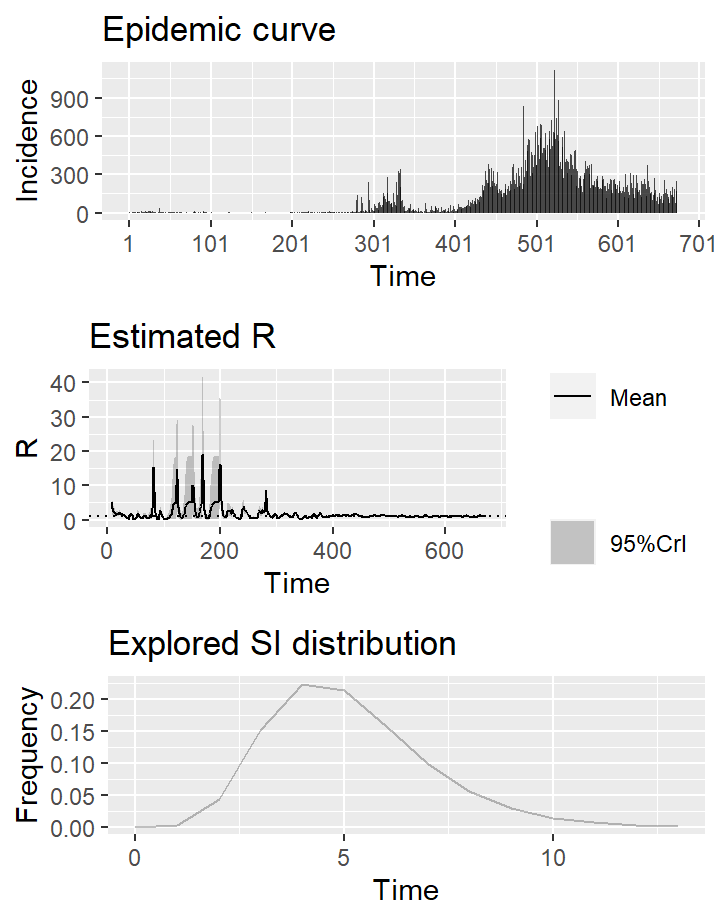 Epidemic curve
900
600
300
0
Incidence
1 101 201 301 401 501 601 701
Time
Estimated R
40
30
20
10
0
R
0 200 400 600
Time
Mean
95%CrI
Explored SI distribution
0.20
0.15
0.10
0.05
0.00
Frequency
0 5 10
Time